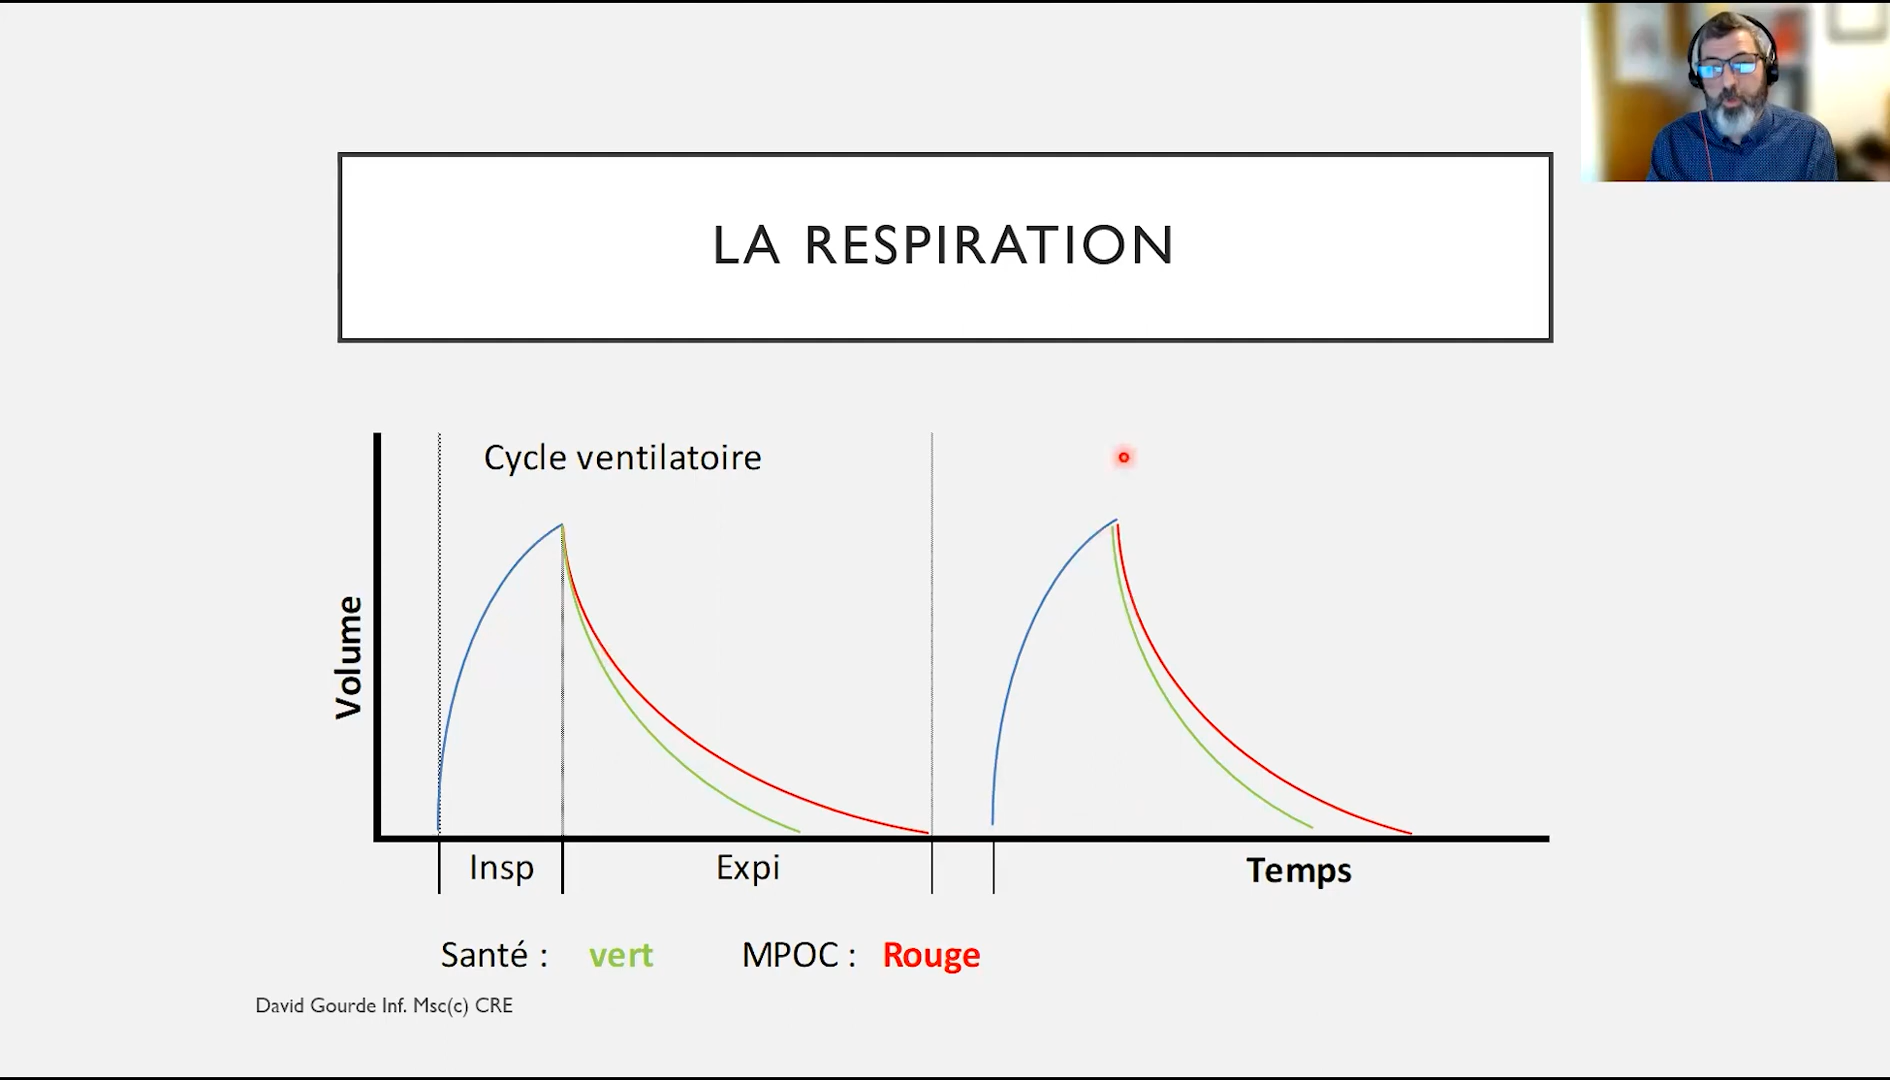 LA RESPIRATION
Cycle ventilatoire
Volume
Insp
Expi
Temps
Santé : vert MPOC : Rouge
David Gourde Inf. Msc(c) CRE